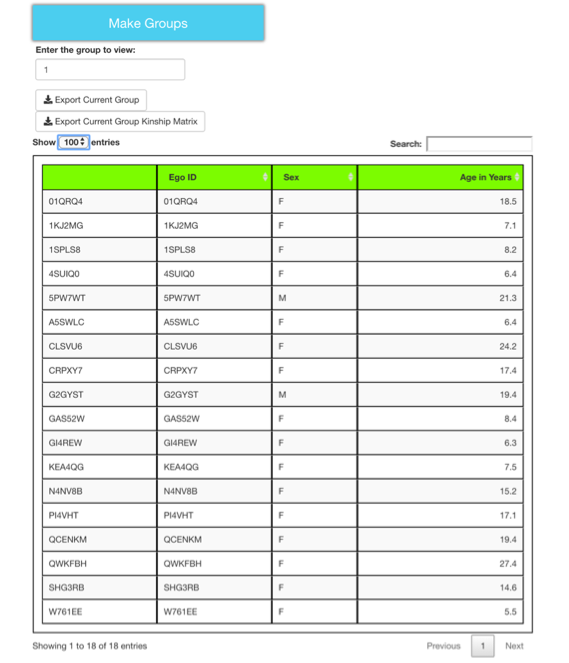 Make Groups
Enter the group to view:
1
Export Current Group
Export Current Group Kinship Matrix
Show 100 entries Search:
Ego ID Sex Age in Years
01QRQ4 01QRQ4 F 18.5
1KJ2MG 1KJ2MG F 7.1
1SPLS8 1SPLS8 F 8.2
4SUIQ0 4SUIQ0 F 6.4
5PW7WT 5PW7WT M 21.3
A5SWLC A5SWLC F 6.4
CLSVU6 CLSVU6 F 24.2
CRPXY7 CRPXY7 F 17.4
G2GYST G2GYST M 19.4
GAS52W GAS52W F 8.4
GI4REW GI4REW F 6.3
KEA4QG KEA4QG F 7.5
N4NV8B N4NV8B F 15.2
PI4VHT PI4VHT F 17.1
QCENKM QCENKM F 19.4
QWKFBH QWKFBH F 27.4
SHG3RB SHG3RB F 14.6
W761EE W761EE F 5.5
Showing 1 to 18 of 18 entries Previous 1 Next